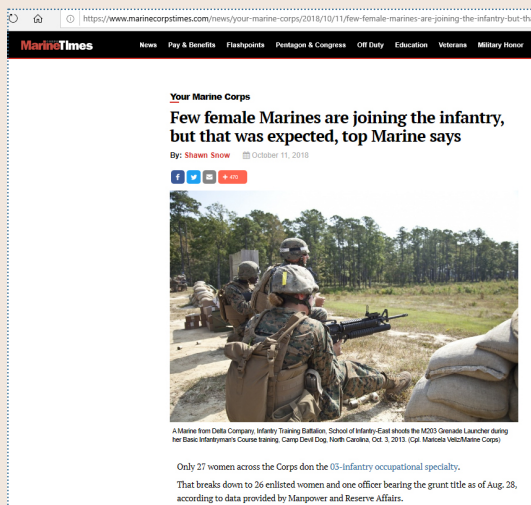 https://www.marinecorpstimes.com/news/your-marine-corps/2018/10/11/few-female-marines-are-joining-the-infantry-but-tha
MarineTimes News Pay & Benefits Flashpoints Pentagon & Congress Off Duty Education Veterans Military Honor
Your Marine Corps
Few female Marines are joining the infantry,
but that was expected, top Marine says
By: Shawn Snow October 11, 2018
A Marine from Delta Company, Infantry Training Battalion, School of Infantry-East shoots the M203 Grenade Launcher during
her Basic Infantryman's Course training, Camp Devil Dog, North Carolina, Oct. 3, 2013. (Cpl. Maricela Veliz/Marine Corps)
Only 27 women across the Corps don the 03-infantry occupational specialty.
That breaks down to 26 enlisted women and one officer bearing the grunt title as of Aug. 28,
according to data provided by Manpower and Reserve Affairs.